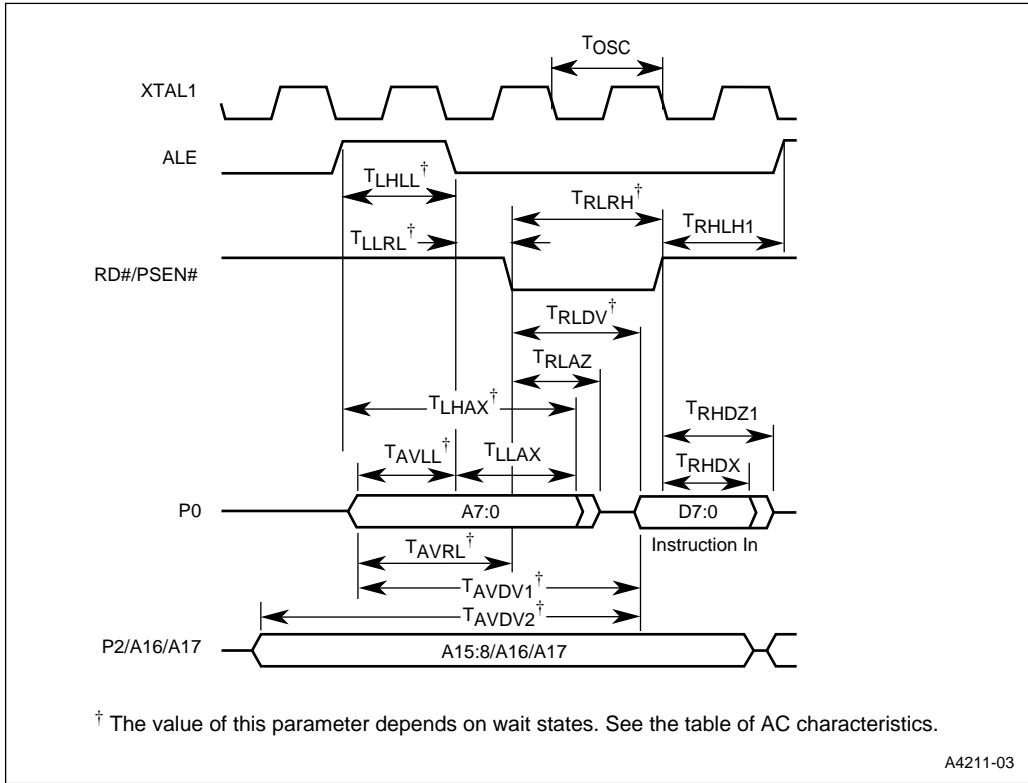 TOSC
XTAL1
ALE
TLHLL†
TRLRH†
TRHLH1
TLLRL†
RD#/PSEN#
TRLDV†
TRLAZ
TLHAX†
TRHDZ1
TAVLL†
TLLAX
TRHDX
P0
A7:0
D7:0
Instruction In
TAVRL†
TAVDV1†
TAVDV2†
P2/A16/A17
A15:8/A16/A17
† The value of this parameter depends on wait states. See the table of AC characteristics.
A4211-03